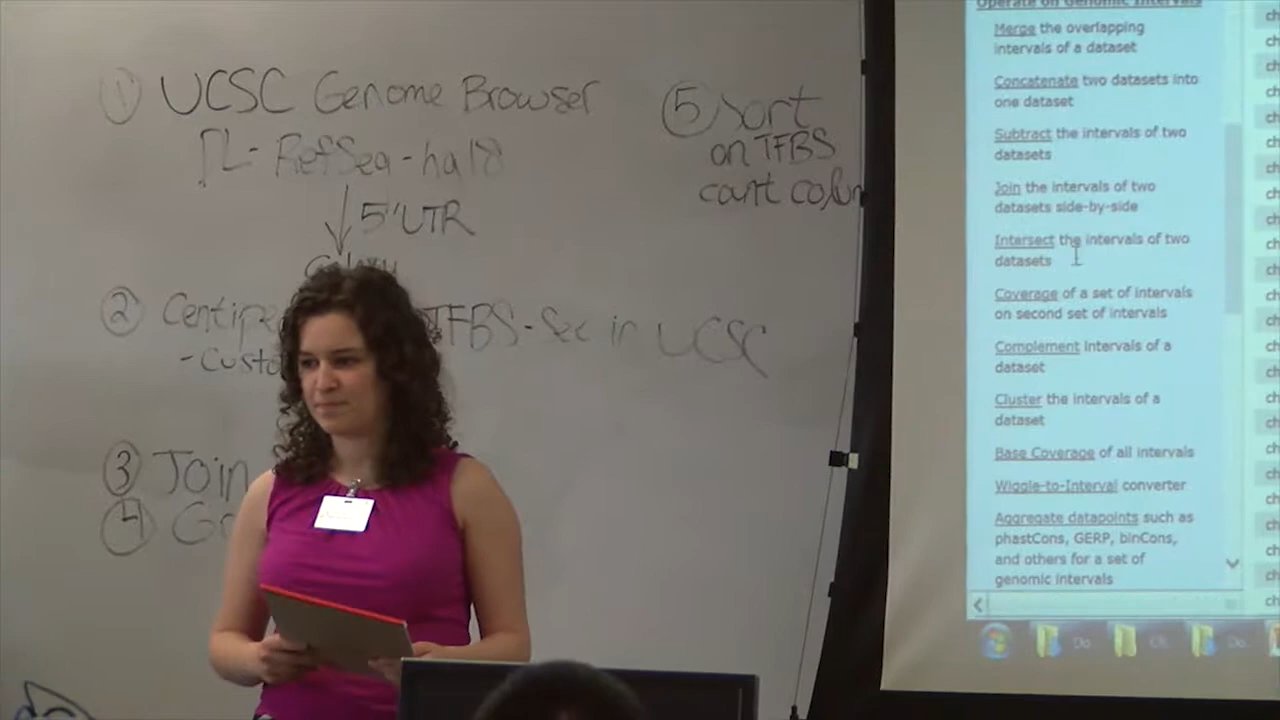 ① UCSC Genome Browser
RefSeq - hg18
5' UTR
Galaxy
② Centipe
TFBS - Sec in UCSC
- Custo
③ Join
④ G
⑤ Sort
on TFBS
count colum
Operate on Genomic Intervals
Merge the overlapping
intervals of a dataset
Concatenate two datasets into
one dataset
Subtract the intervals of two
datasets
Join the intervals of two
datasets side-by-side
Intersect the intervals of two
datasets
Coverage of a set of intervals
on second set of intervals
Complement intervals of a
dataset
Cluster the intervals of a
dataset
Base Coverage of all intervals
Wiggle-to-Interval converter
Aggregate datapoints such as
phastCons, GERP, binCons,
and others for a set of
genomic intervals